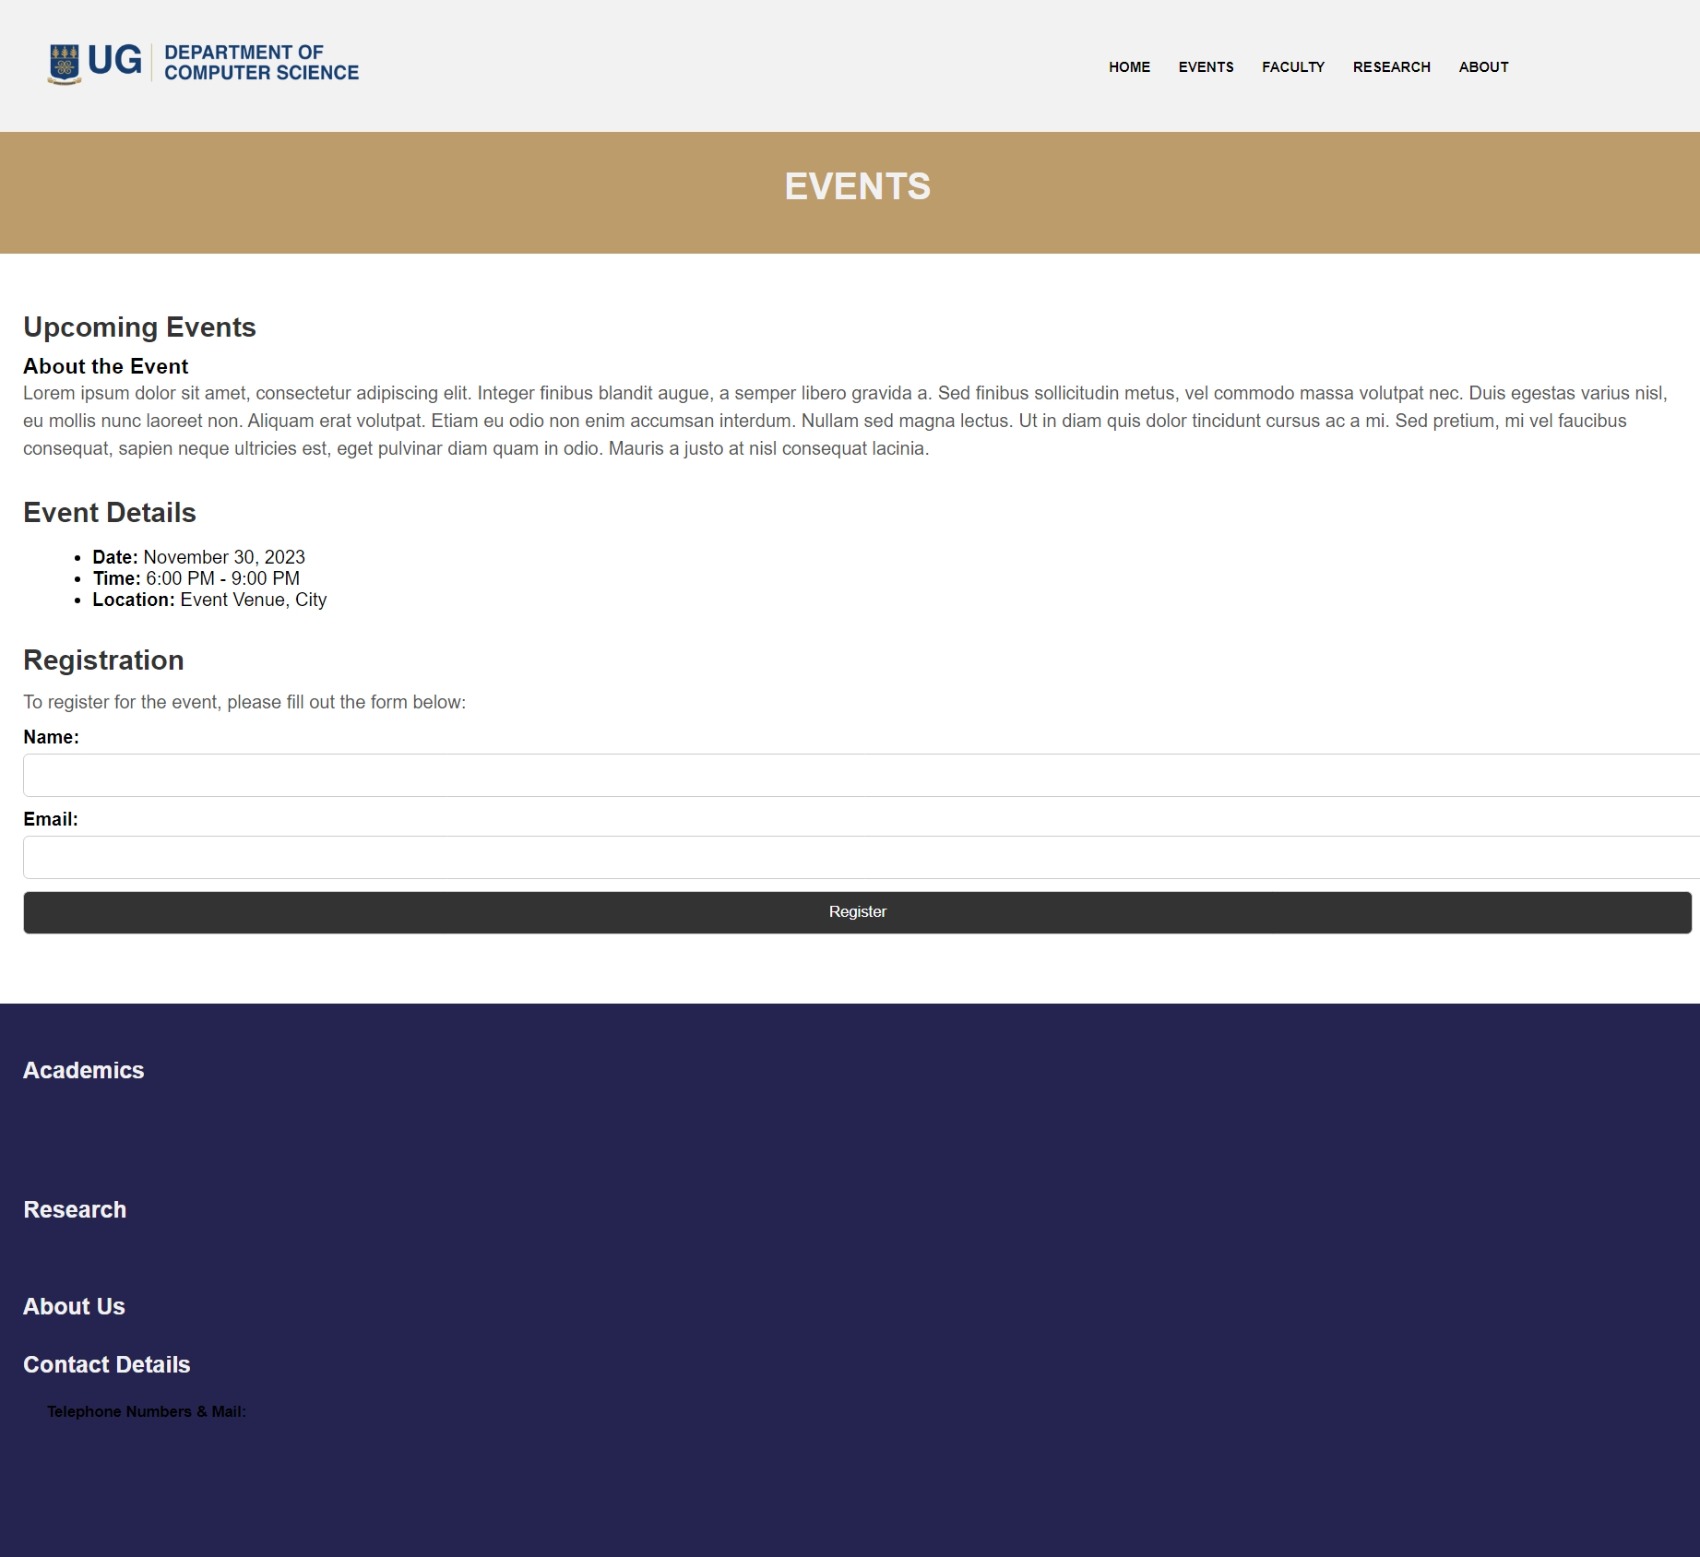 UG
DEPARTMENT OF
COMPUTER SCIENCE
HOME EVENTS FACULTY RESEARCH ABOUT
EVENTS
Upcoming Events
About the Event
Lorem ipsum dolor sit amet, consectetur adipiscing elit. Integer finibus blandit augue, a semper libero gravida a. Sed finibus sollicitudin metus, vel commodo massa volutpat nec. Duis egestas varius nisl,
eu mollis nunc laoreet non. Aliquam erat volutpat. Etiam eu odio non enim accumsan interdum. Nullam sed magna lectus. Ut in diam quis dolor tincidunt cursus ac a mi. Sed pretium, mi vel faucibus
consequat, sapien neque ultricies est, eget pulvinar diam quam in odio. Mauris a justo at nisl consequat lacinia.
Event Details
• Date: November 30, 2023
• Time: 6:00 PM - 9:00 PM
• Location: Event Venue, City
Registration
To register for the event, please fill out the form below:
Name:
Email:
Register
Academics
Research
About Us
Contact Details
Telephone Numbers & Mail: